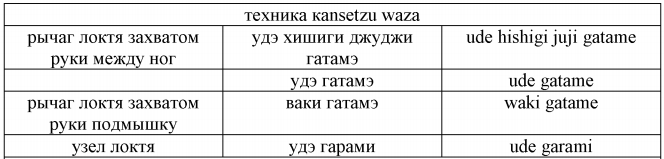 техника kansetzu waza
рычаг локтя захватом удэ хишиги джуджи ude hishigi juji gatame
руки между ног гатамэ
удэ гатамэ ude gatame
рычаг локтя захватом ваки гатамэ waki gatame
руки подмышку
узел локтя удэ гарами ude garami